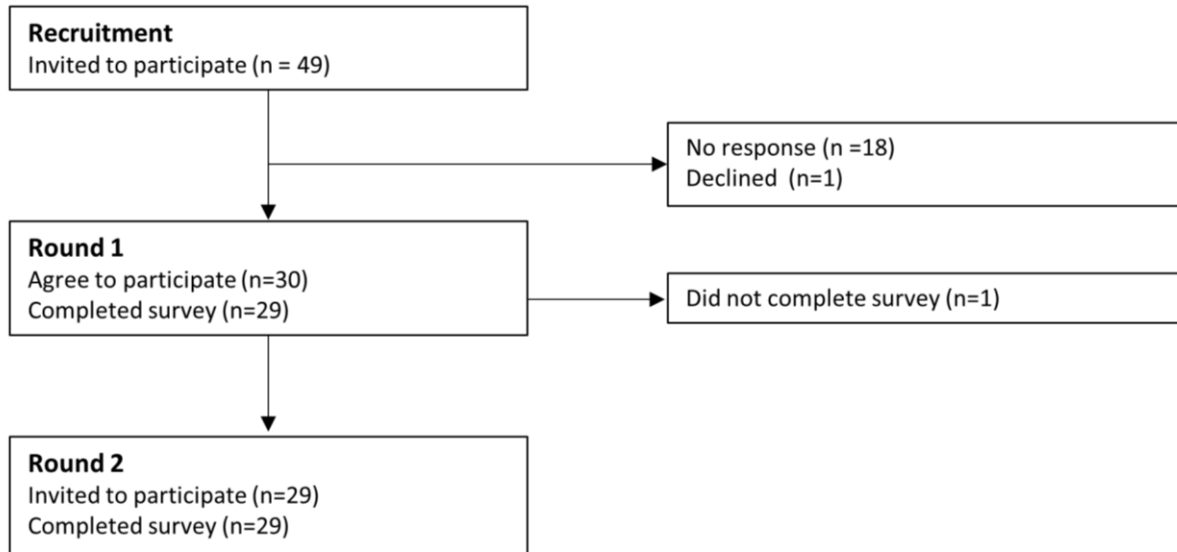 Recruitment
Invited to participate (n = 49)
No response (n =18)
Declined  (n=1)
Round 1
Agree to participate (n=30)
Completed survey (n=29)
Did not complete survey (n=1)
Round 2
Invited to participate (n=29)
Completed survey (n=29)